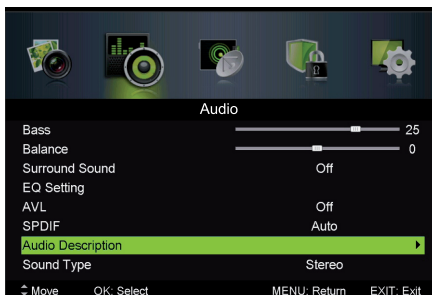 Audio
Bass 25
Balance 0
Surround Sound Off
EQ Setting
AVL Off
SPDIF Auto
Audio Description
Sound Type Stereo
Move OK: Select MENU: Return EXIT: Exit